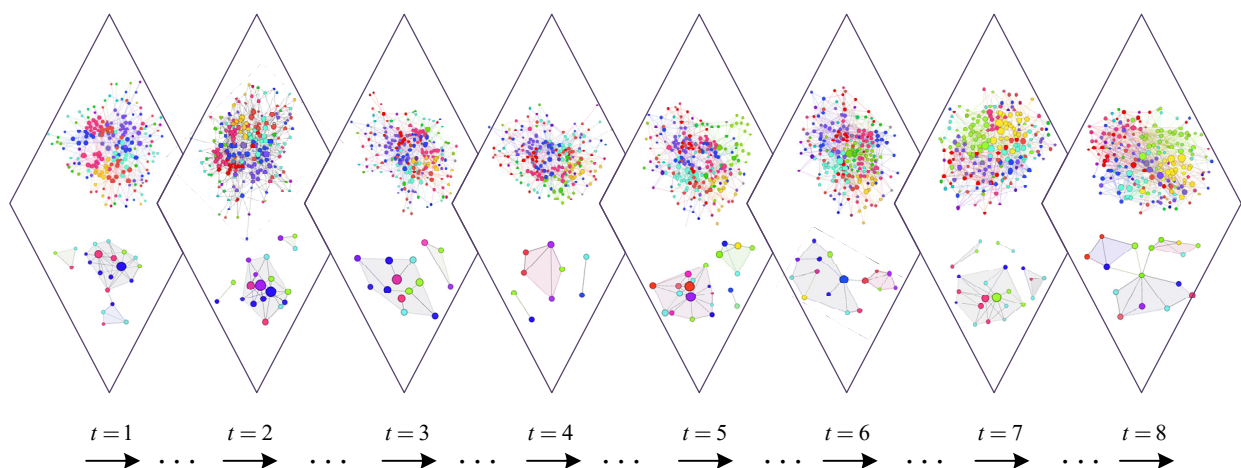 t = 1 t = 2 t = 3 t = 4 t = 5 t = 6 t = 7 t = 8
. . . . . . . . . . . . . . . . . . . . .